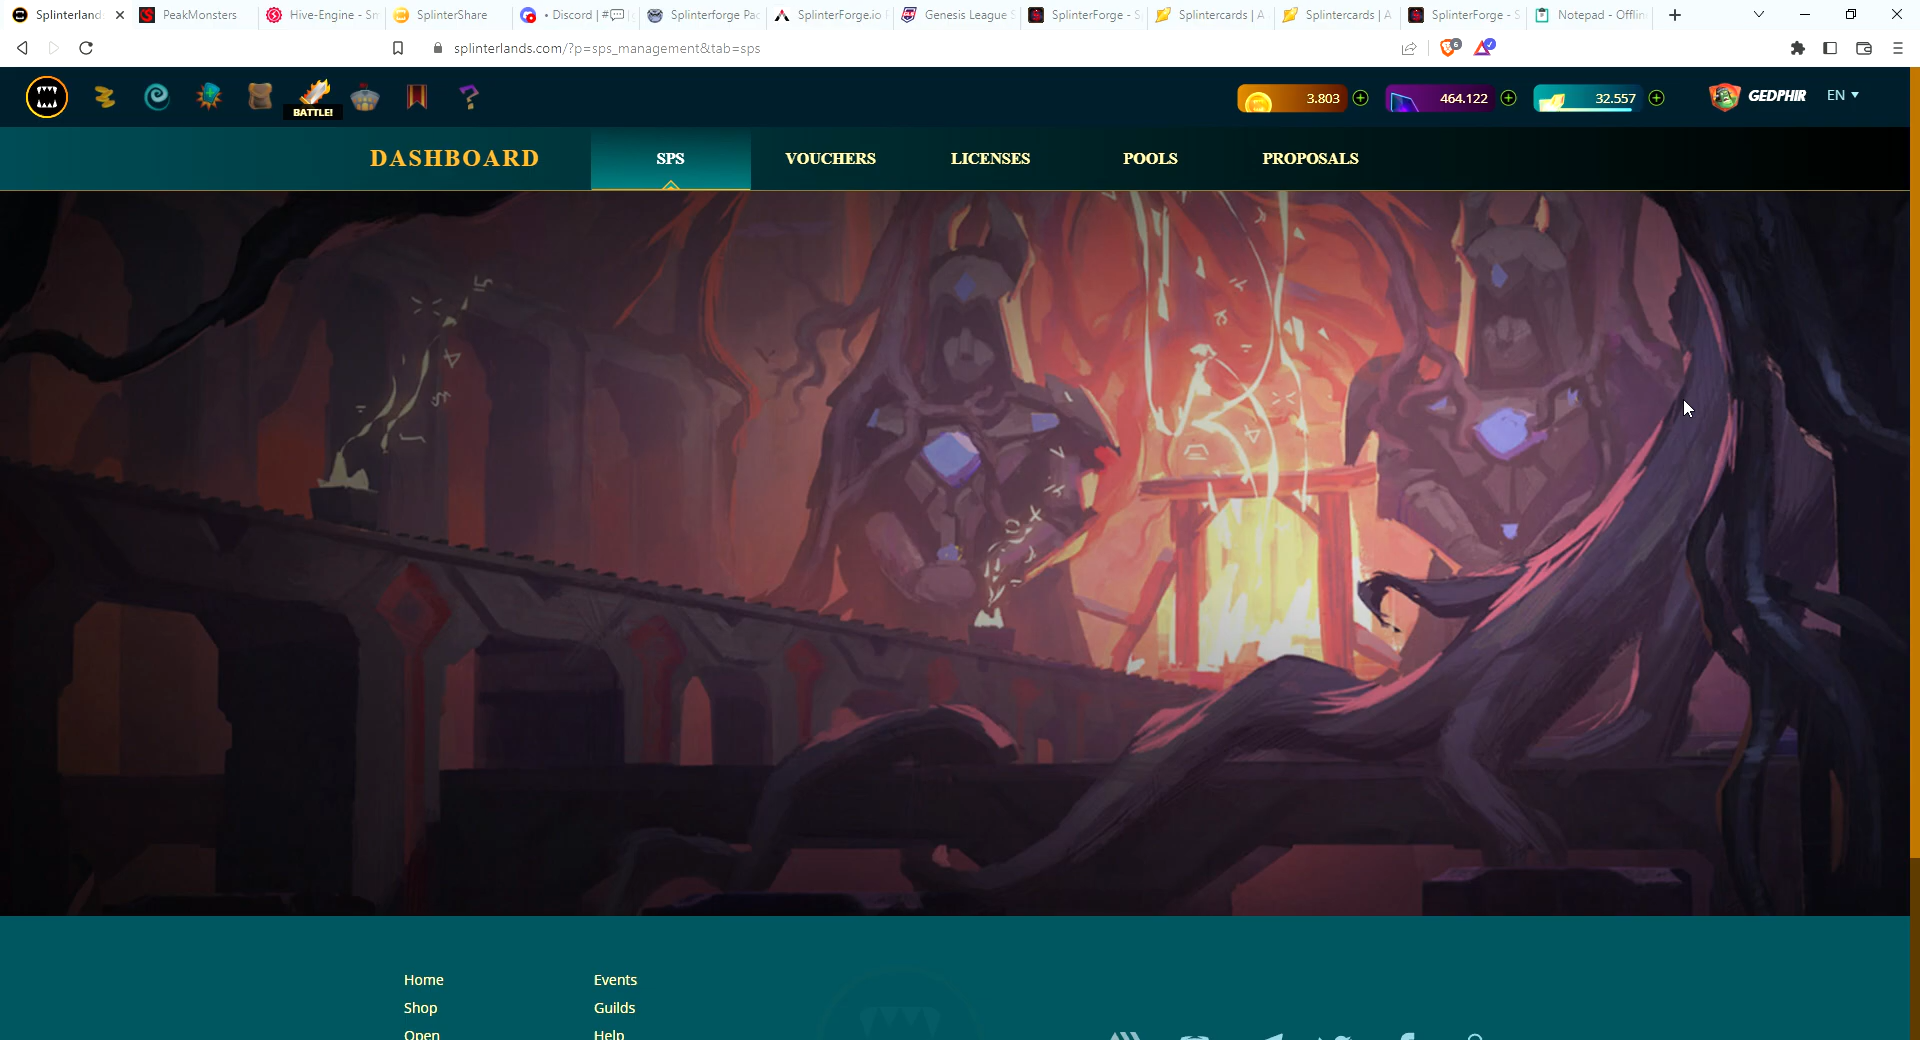 Splinterland
PeakMonsters
Hive-Engine - Sm
SplinterShare
• Discord | #💬
Splinterforge Pac
SplinterForge.io
Genesis League S
SplinterForge - S
Splintercards | A
Splintercards | A
SplinterForge - S
Notepad - Offlin
splinterlands.com/?p=sps_management&tab=sps
6
BATTLE!
3.803
464.122
32.557
GEDPHIR
EN
DASHBOARD
SPS
VOUCHERS
LICENSES
POOLS
PROPOSALS
Home
Events
Shop
Guilds
Open
Help